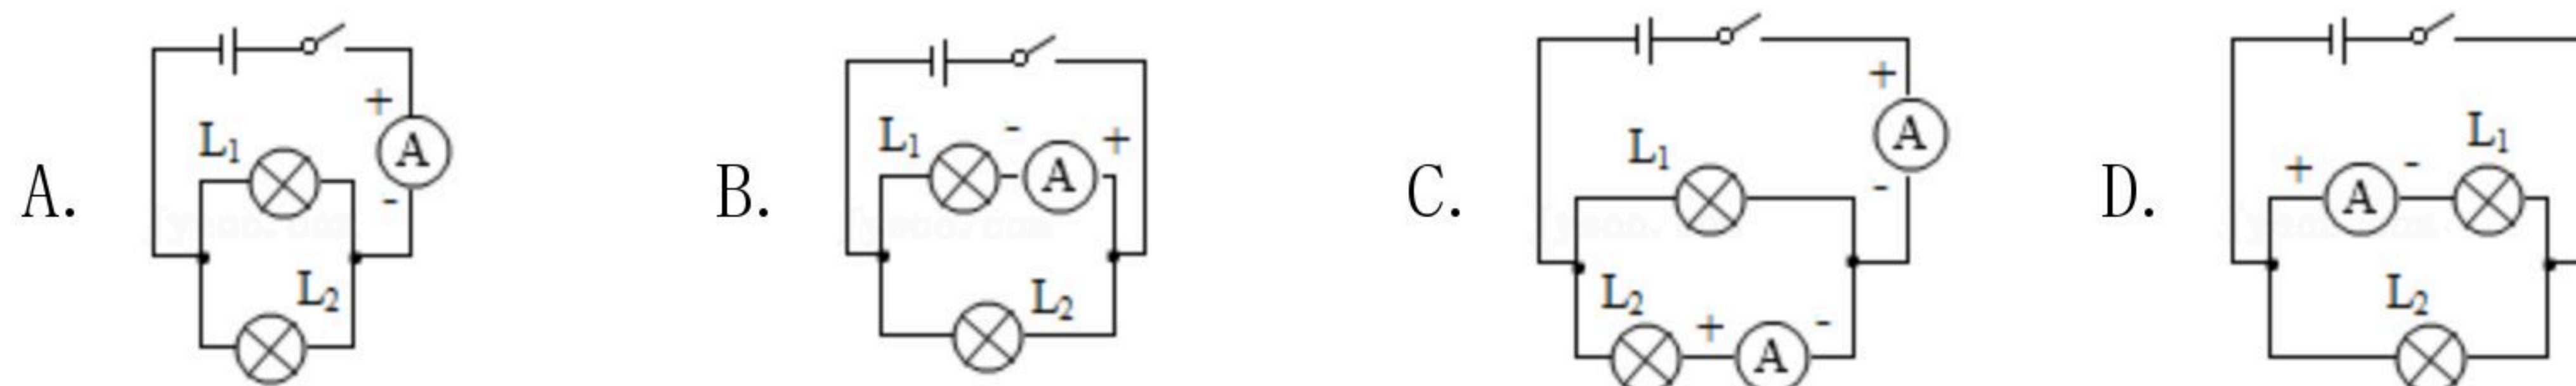 A.
+
A
-
L₁
L₂
B.
L₁
-
A
+
L₂
C.
+
A
-
L₁
L₂
+
A
-
D.
+
A
-
L₁
L₂